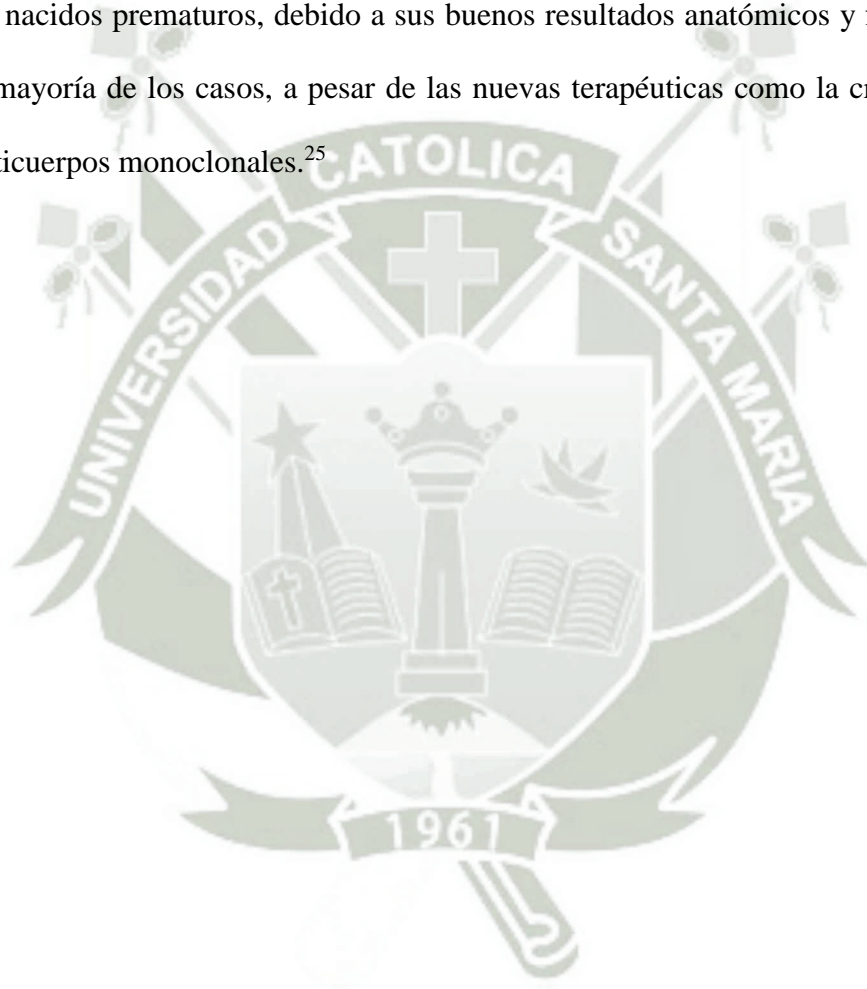 nacidos prematuros, debido a sus buenos resultados anatómicos y
mayoría de los casos, a pesar de las nuevas terapéuticas como la
ticuerpos monoclonales.²⁵
UNIVERSIDAD CATOLICA SANTA MARIA
1961